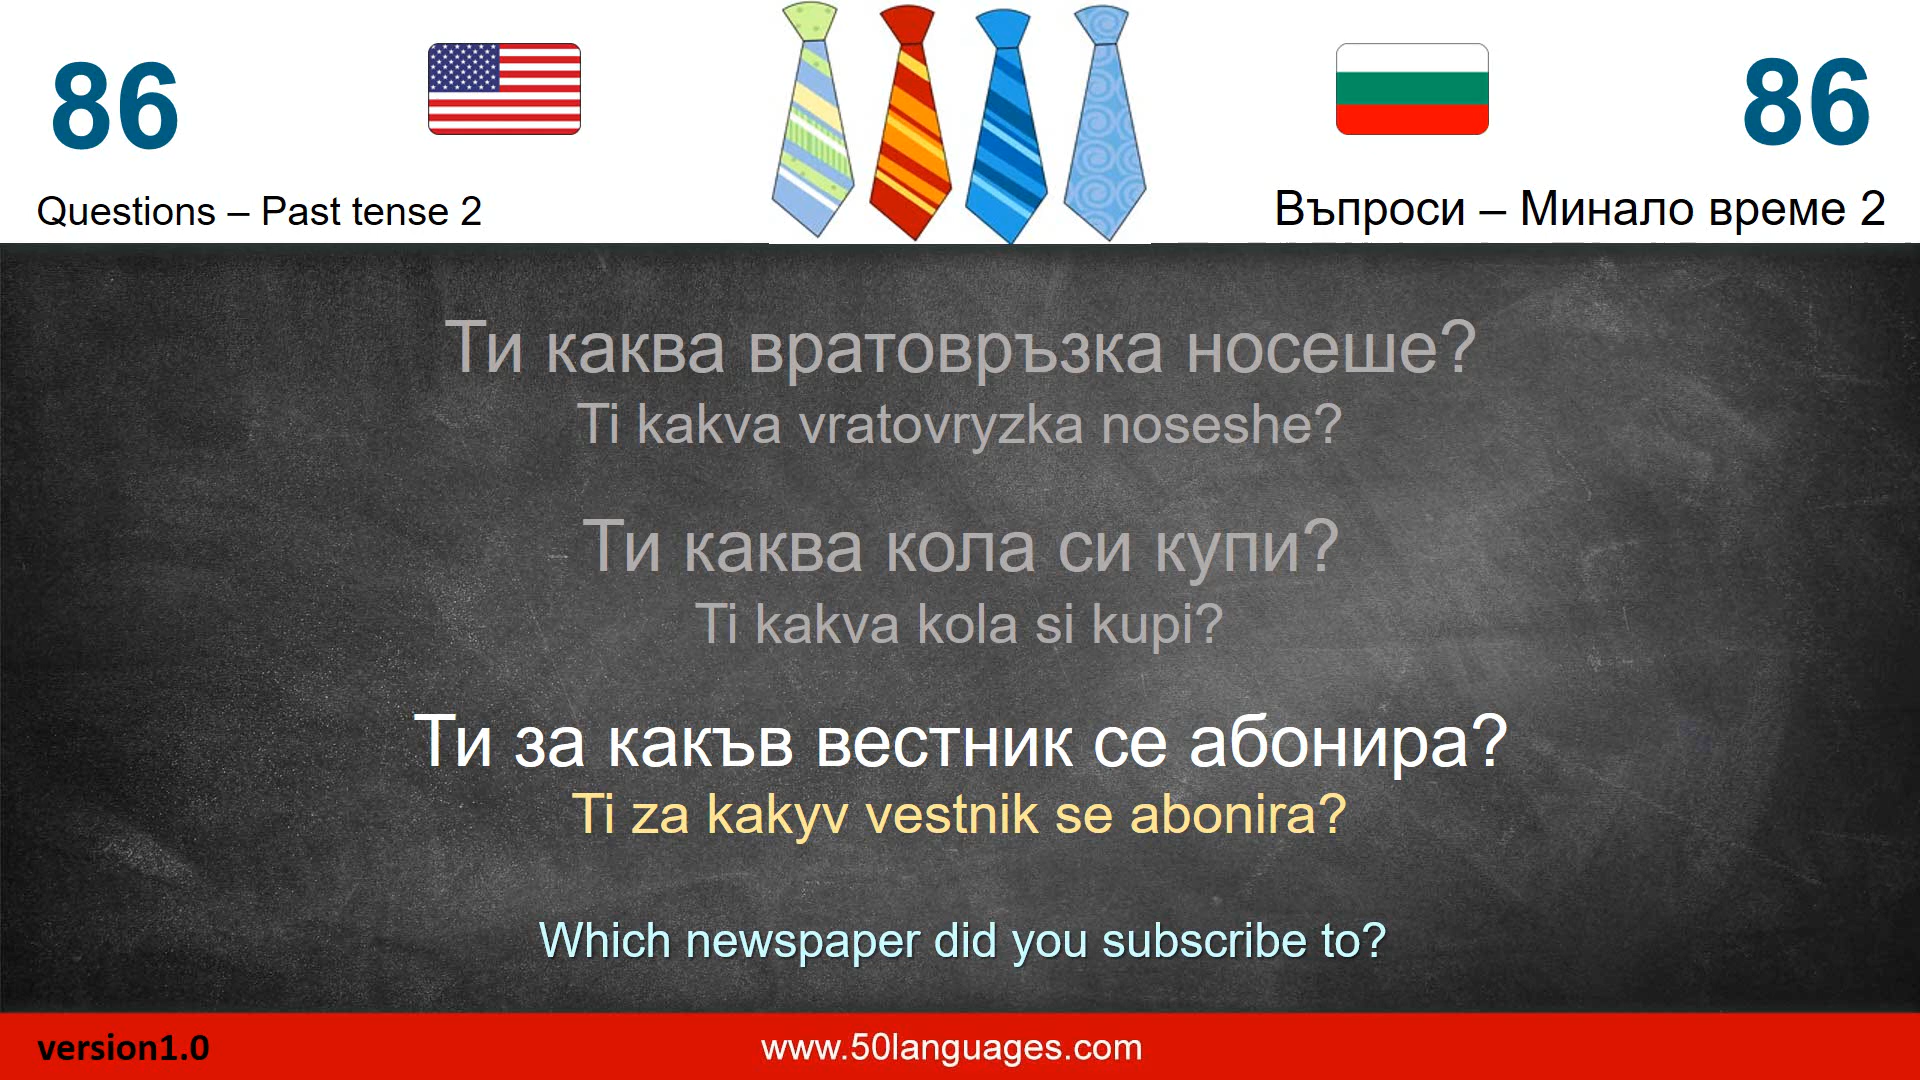 86
86
Questions – Past tense 2
Въпроси – Минало време 2
Ти каква вратовръзка носеше?
Ti kakva vratovryzka noseshe?
Ти каква кола си купи?
Ti kakva kola si kupi?
Ти за какъв вестник се абонира?
Ti za kakyv vestnik se abonira?
Which newspaper did you subscribe to?
version1.0
www.50languages.com